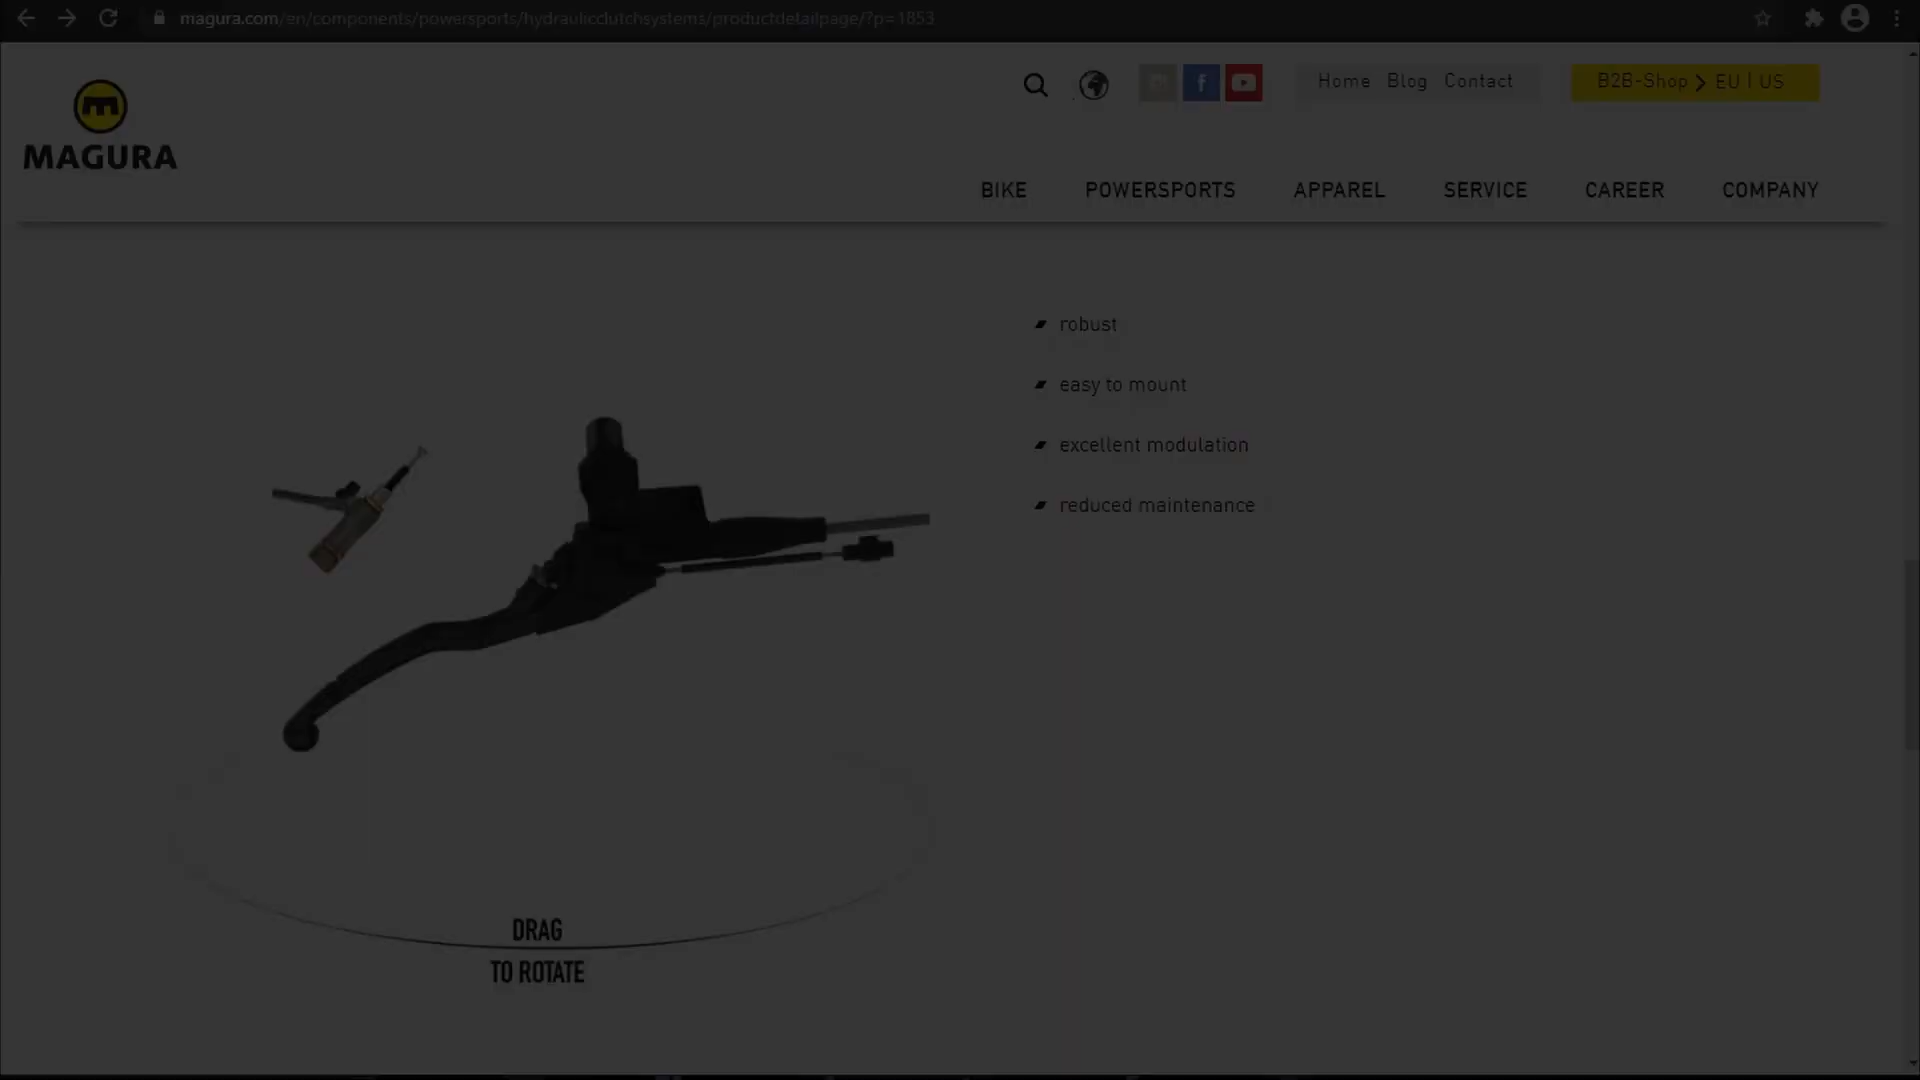 magura.com/en/components/powersports/hydraulicclutchsystems/productdetailpage/?p=1853
MAGURA
Home Blog Contact
B2B-Shop > EU | US
BIKE POWERSPORTS APPAREL SERVICE CAREER COMPANY
robust
easy to mount
excellent modulation
reduced maintenance
DRAG
TO ROTATE